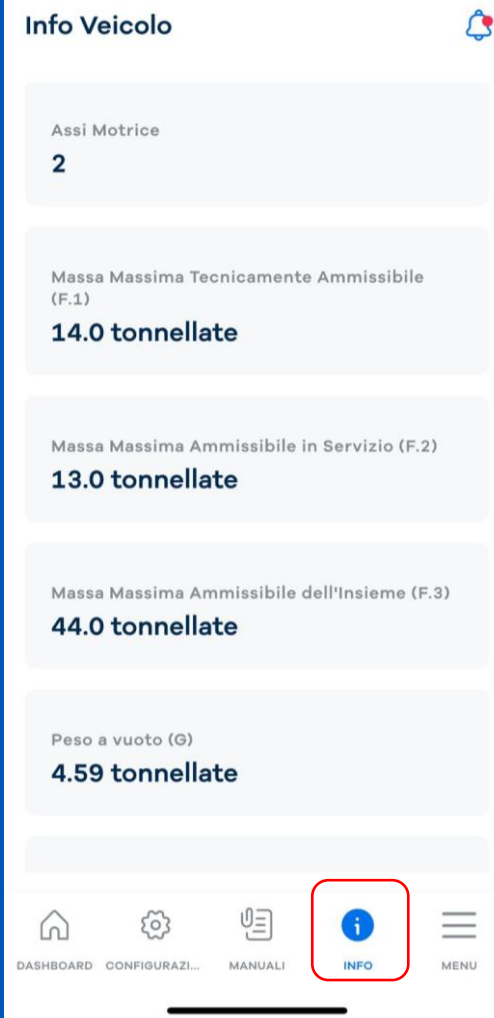 Info Veicolo
Assi Motrice
2
Massa Massima Tecnicamente Ammissibile
(F.1)
14.0 tonnellate
Massa Massima Ammissibile in Servizio (F.2)
13.0 tonnellate
Massa Massima Ammissibile dell'Insieme (F.3)
44.0 tonnellate
Peso a vuoto (G)
4.59 tonnellate
DASHBOARD CONFIGURAZI... MANUALI INFO MENU